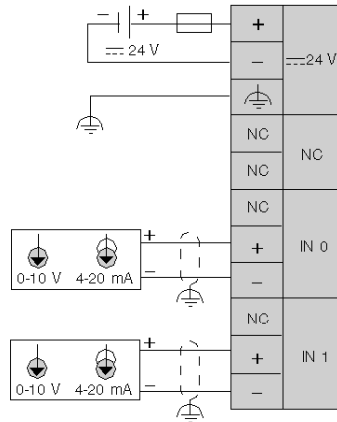 − + +
⎓ 24 V − ⎓24 V
NC
NC NC
NC
+ + IN 0
0-10 V 4-20 mA − −
NC
+ + IN 1
0-10 V 4-20 mA − −